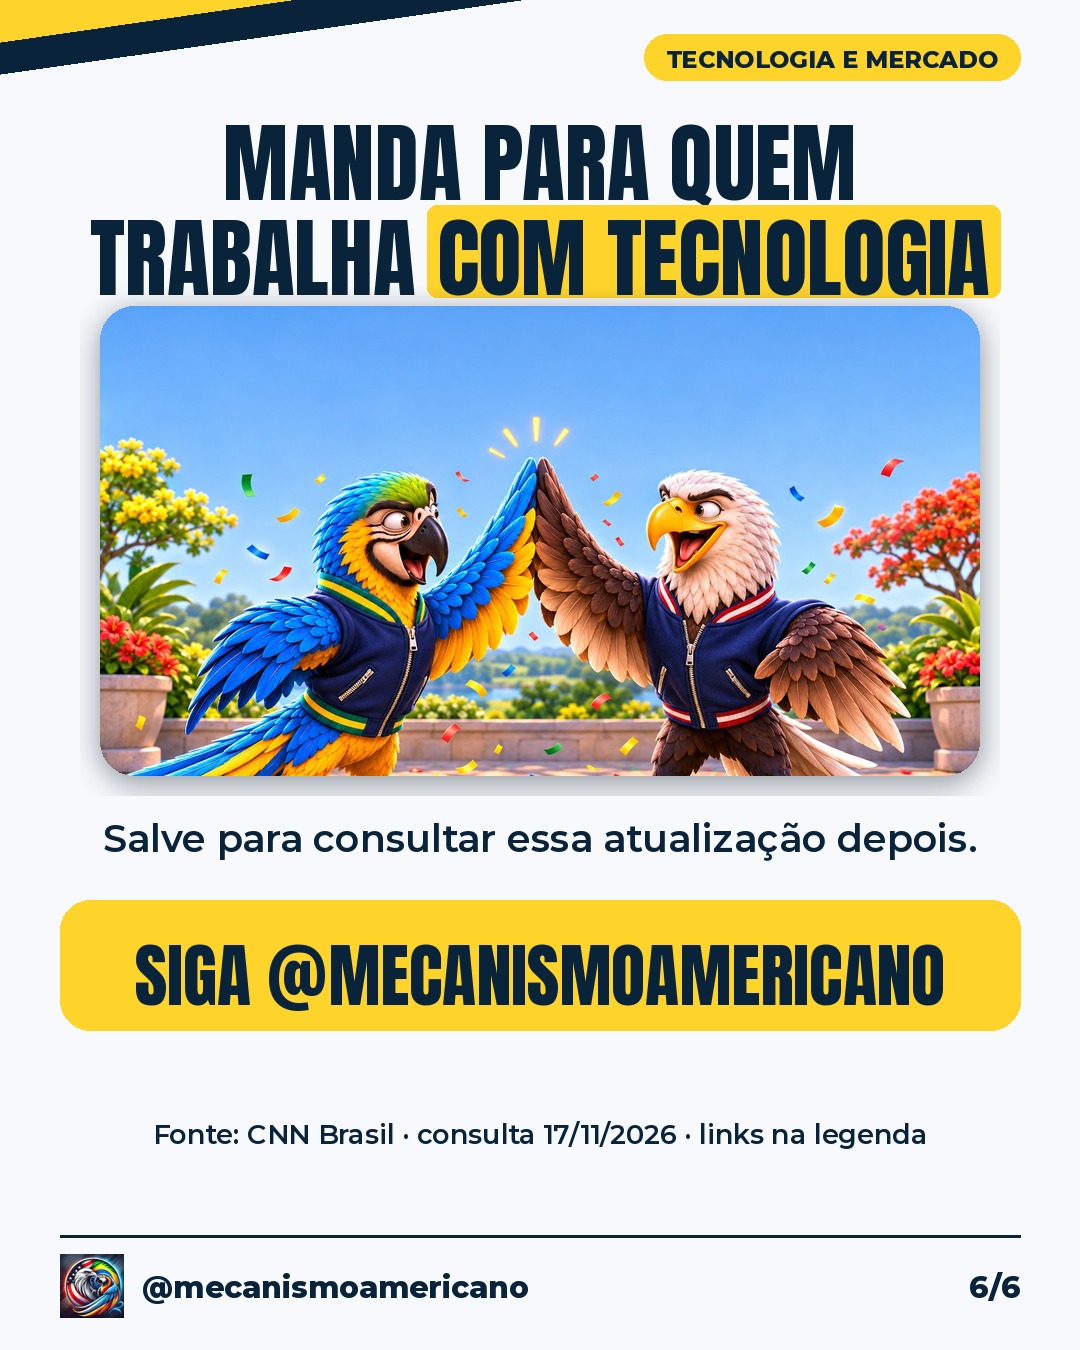 TECNOLOGIA E MERCADO
MANDA PARA QUEM
TRABALHA COM TECNOLOGIA
Salve para consultar essa atualização depois.
SIGA @MECANISMOAMERICANO
Fonte: CNN Brasil · consulta 17/11/2026 · links na legenda
@mecanismoamericano
6/6